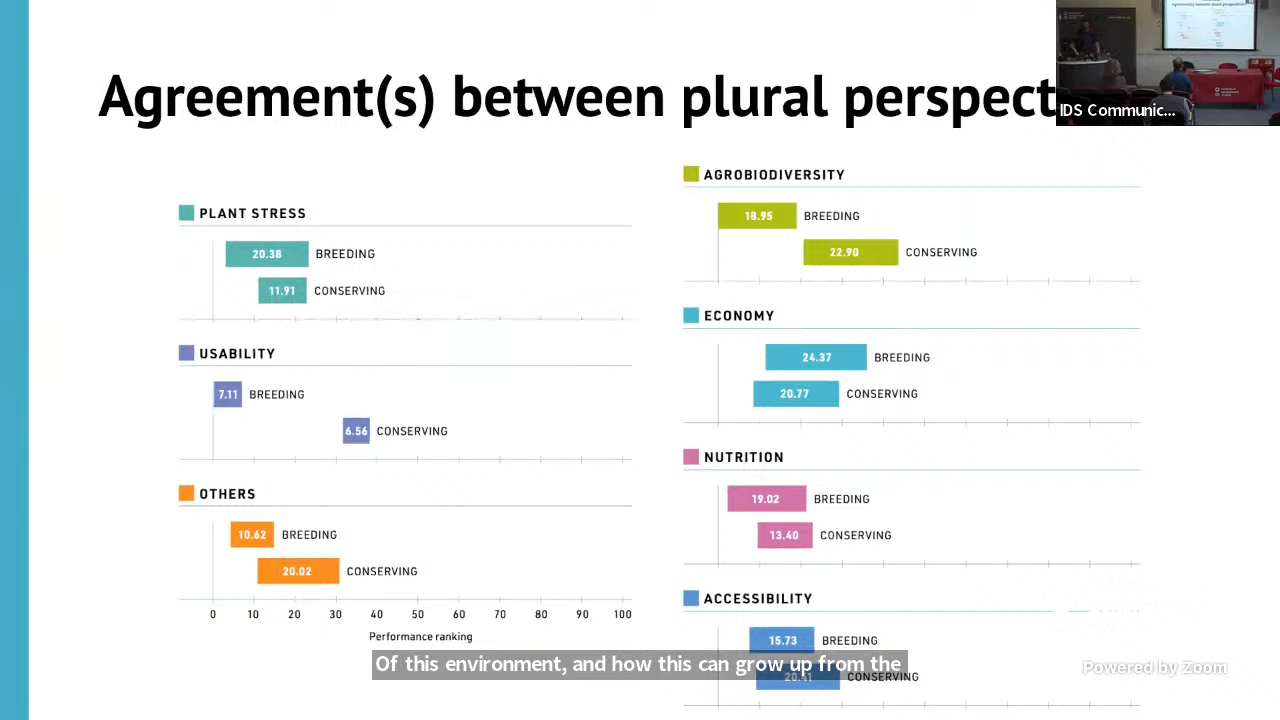 Agreement(s) between plural perspect
IDS Communic...
PLANT STRESS
20.38 BREEDING
11.91 CONSERVING
USABILITY
7.11 BREEDING
6.56 CONSERVING
OTHERS
10.62 BREEDING
20.02 CONSERVING
0 10 20 30 40 50 60 70 80 90 100
Performance ranking
AGROBIODIVERSITY
18.95 BREEDING
22.90 CONSERVING
ECONOMY
24.37 BREEDING
20.77 CONSERVING
NUTRITION
19.02 BREEDING
13.40 CONSERVING
ACCESSIBILITY
15.73 BREEDING
20.41 CONSERVING
Of this environment, and how this can grow up from the
Powered by Zoom